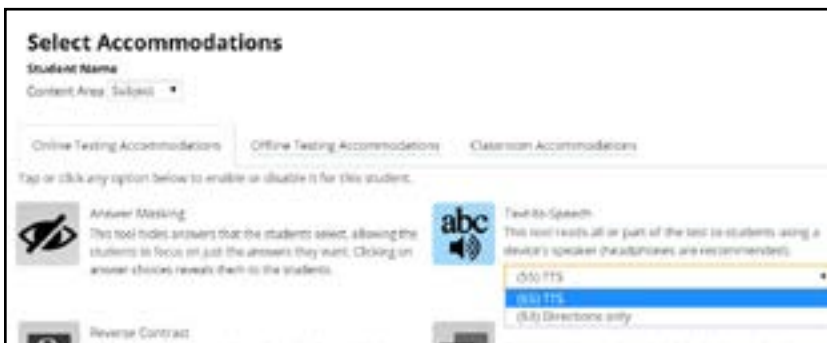 Select Accommodations
Student Name
Content Area Subject
Online Testing Accommodations Offline Testing Accommodations Classroom Accommodations
Tap or click any option below to enable or disable it for this student.
Answer Masking
This tool hides answers that the students select, allowing the
students to focus on just the answers they want. Clicking on
answer choices reveals them to the students.
abc
Text-to-Speech
This tool reads all or part of the test to students using a
device's speaker (headphones are recommended).
TTS
TTS
Directions only
Reverse Contrast